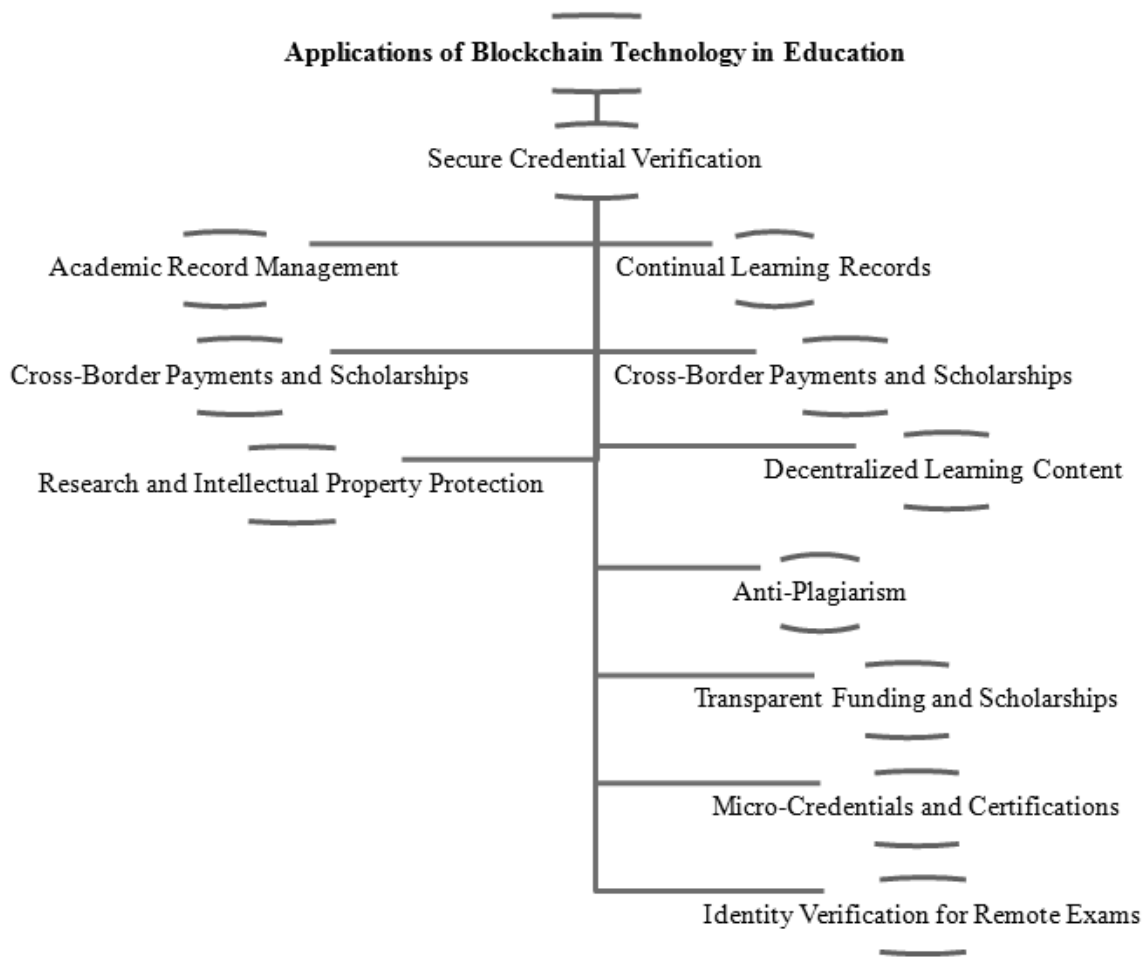 Applications of Blockchain Technology in Education
Secure Credential Verification
Academic Record Management
Continual Learning Records
Cross-Border Payments and Scholarships
Cross-Border Payments and Scholarships
Research and Intellectual Property Protection
Decentralized Learning Content
Anti-Plagiarism
Transparent Funding and Scholarships
Micro-Credentials and Certifications
Identity Verification for Remote Exams